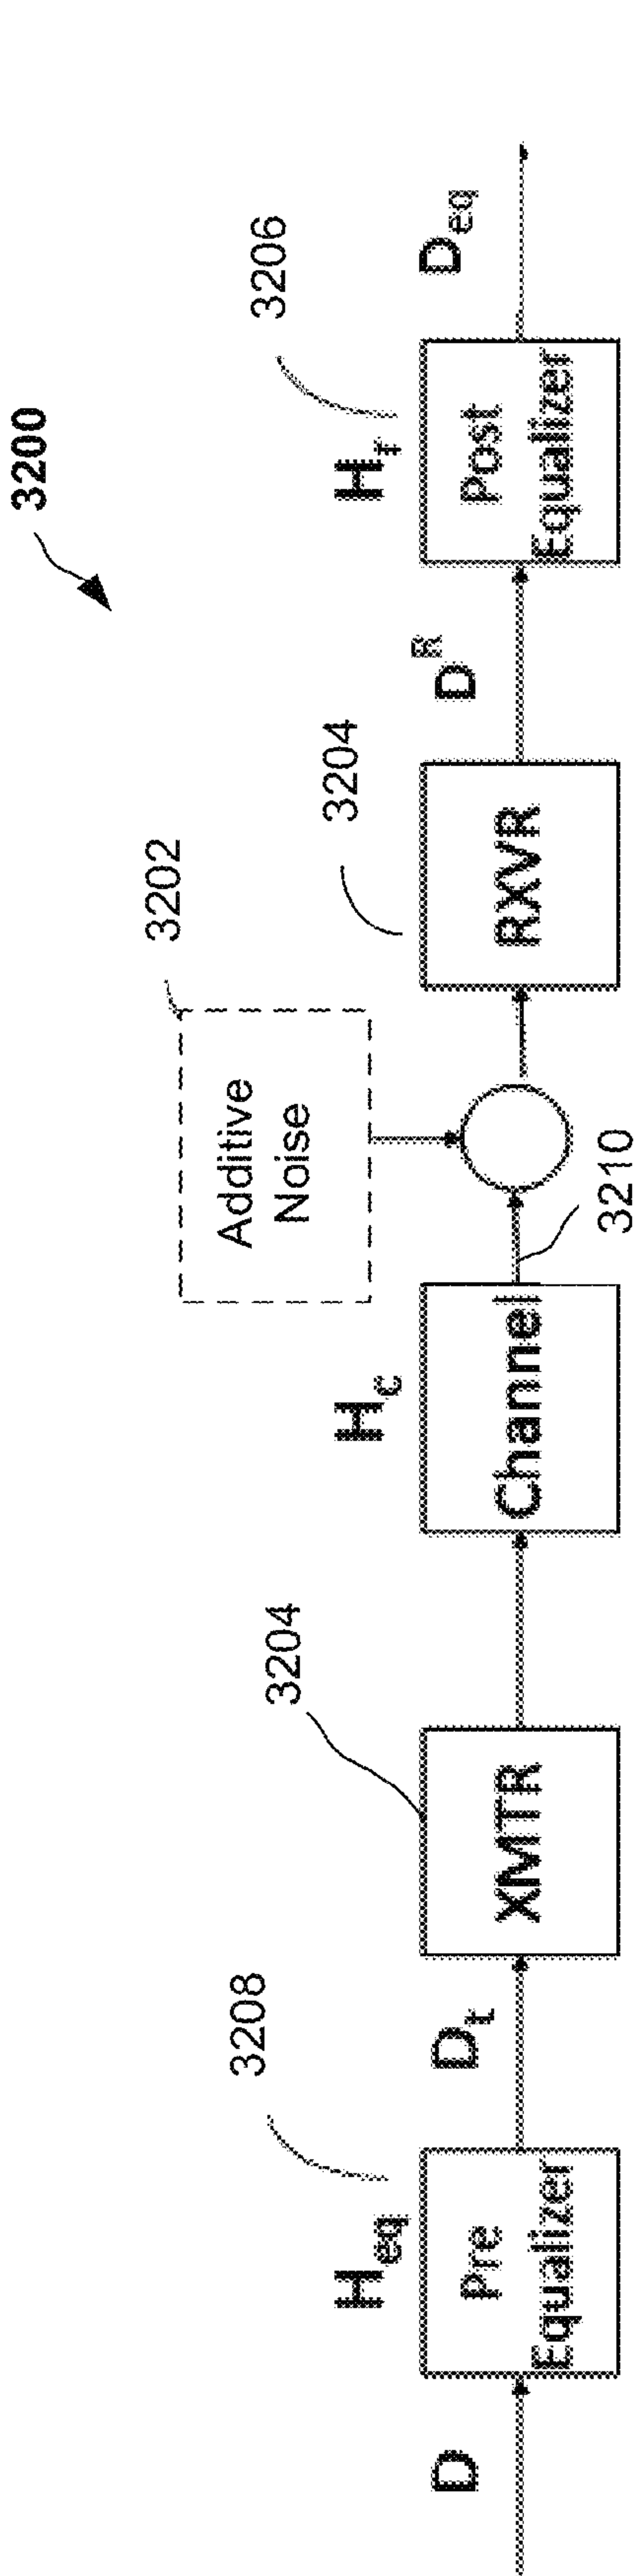 3200
3202
3206
3204
3204
3208
Additive
Noise
H_r
H_c
H_eq
D
Pre
Equalizer
D_t
XMTR
Channel
3210
RXVR
D^R
Post
Equalizer
D_eq